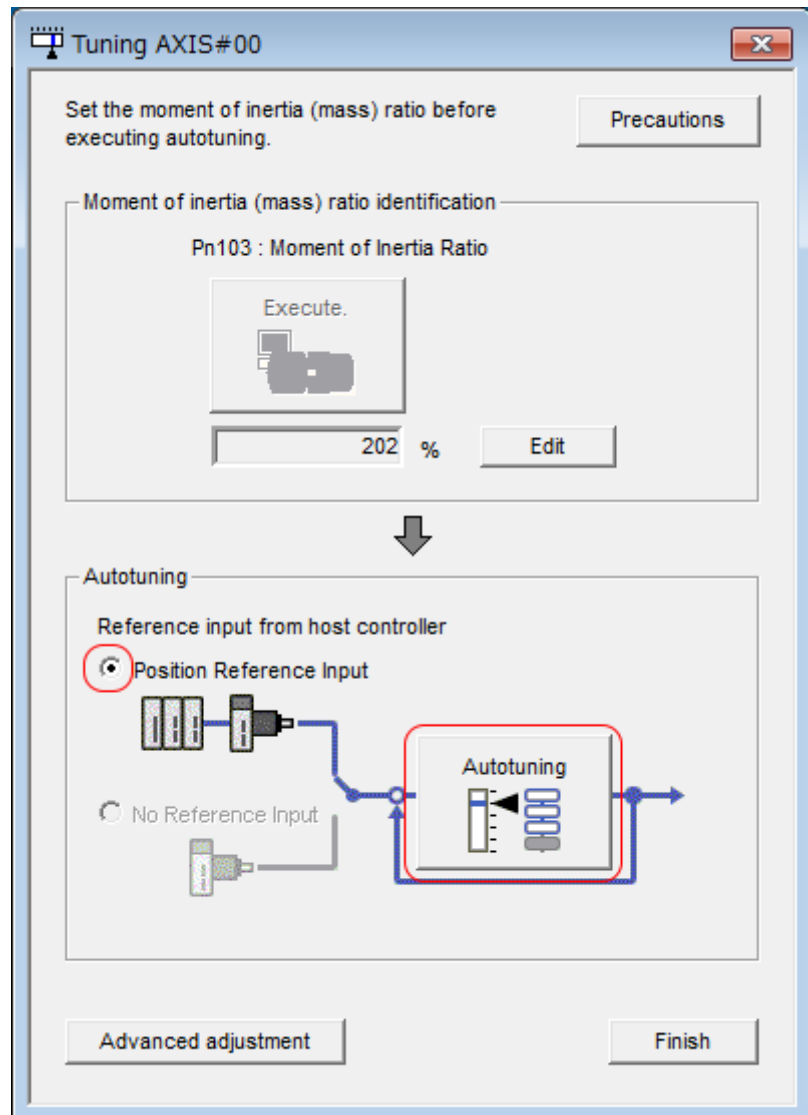 Tuning AXIS#00
Set the moment of inertia (mass) ratio before
executing autotuning.
Precautions
Moment of inertia (mass) ratio identification
Pn103 : Moment of Inertia Ratio
Execute.
202 %
Edit
Autotuning
Reference input from host controller
Position Reference Input
Autotuning
No Reference Input
Advanced adjustment
Finish